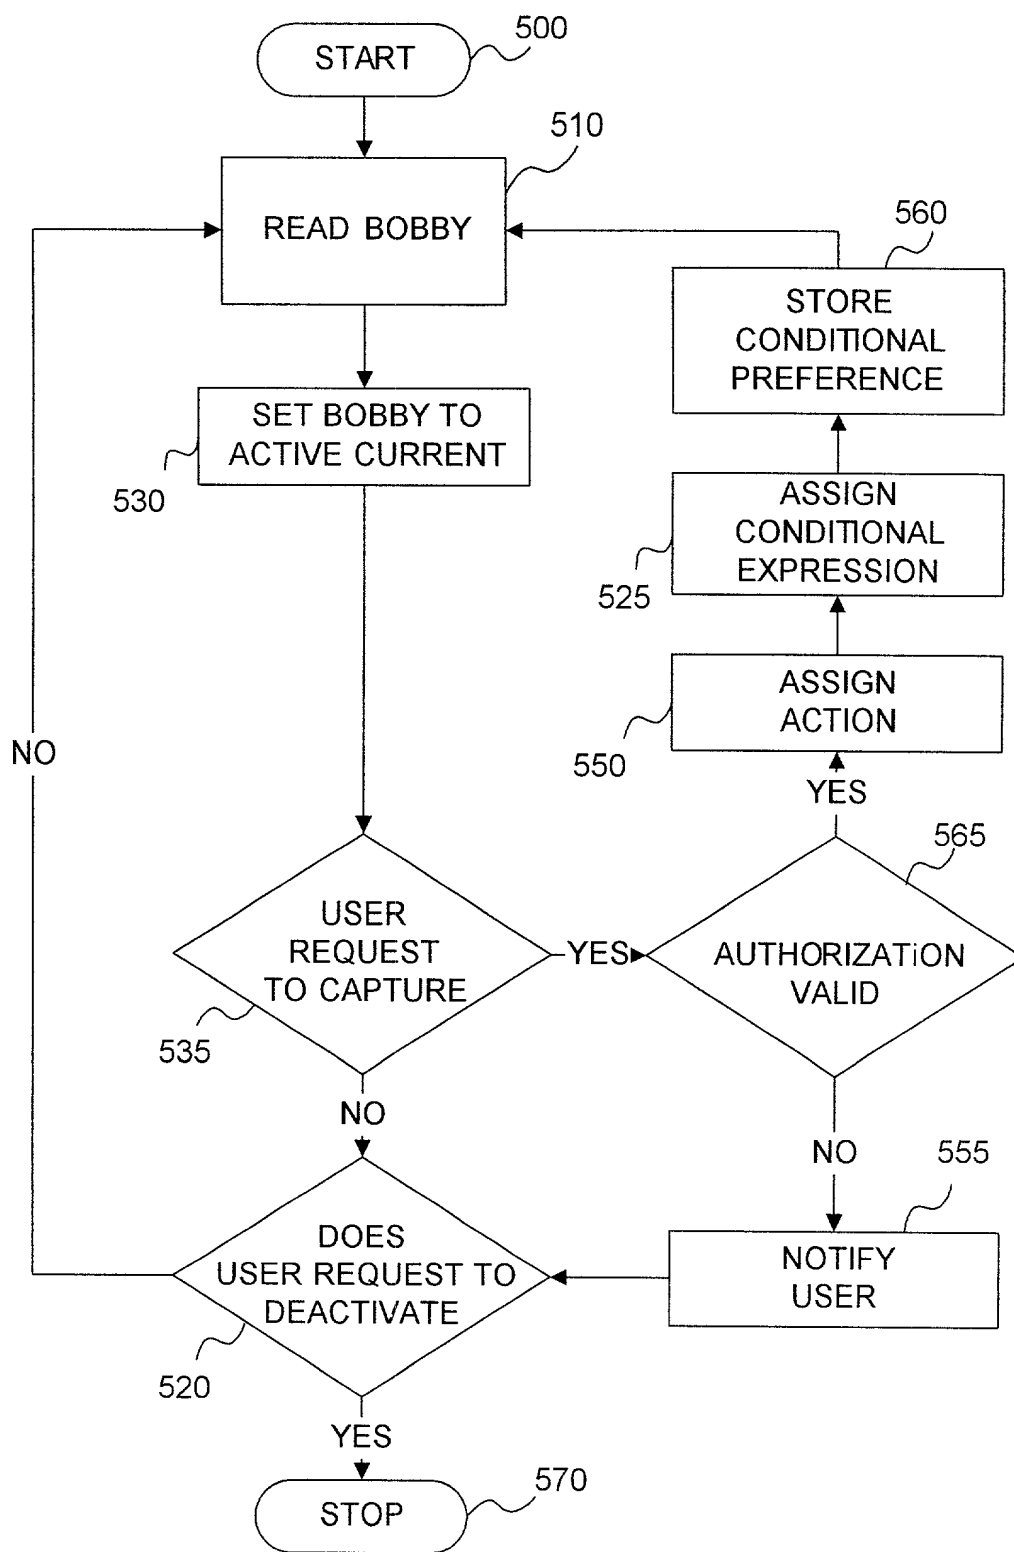 START
500
510
READ BOBBY
560
STORE
CONDITIONAL
PREFERENCE
SET BOBBY TO
ACTIVE CURRENT
530
ASSIGN
CONDITIONAL
EXPRESSION
525
ASSIGN
ACTION
550
NO
YES
565
USER
REQUEST
TO CAPTURE
YES
AUTHORIZATiON
VALID
535
NO
NO
555
DOES
USER REQUEST TO
DEACTIVATE
NOTIFY
USER
520
YES
570
STOP